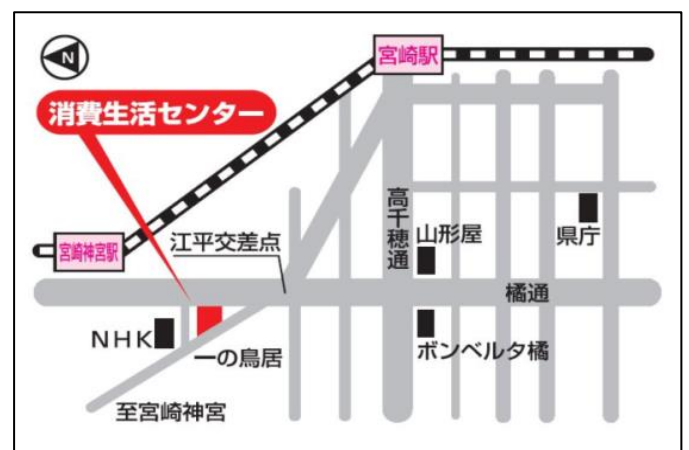 N
宮崎駅
消費生活センター
宮崎神宮駅
江平交差点
高千穂通
山形屋
県庁
橘通
NHK
一の鳥居
ボンベルタ橘
至宮崎神宮